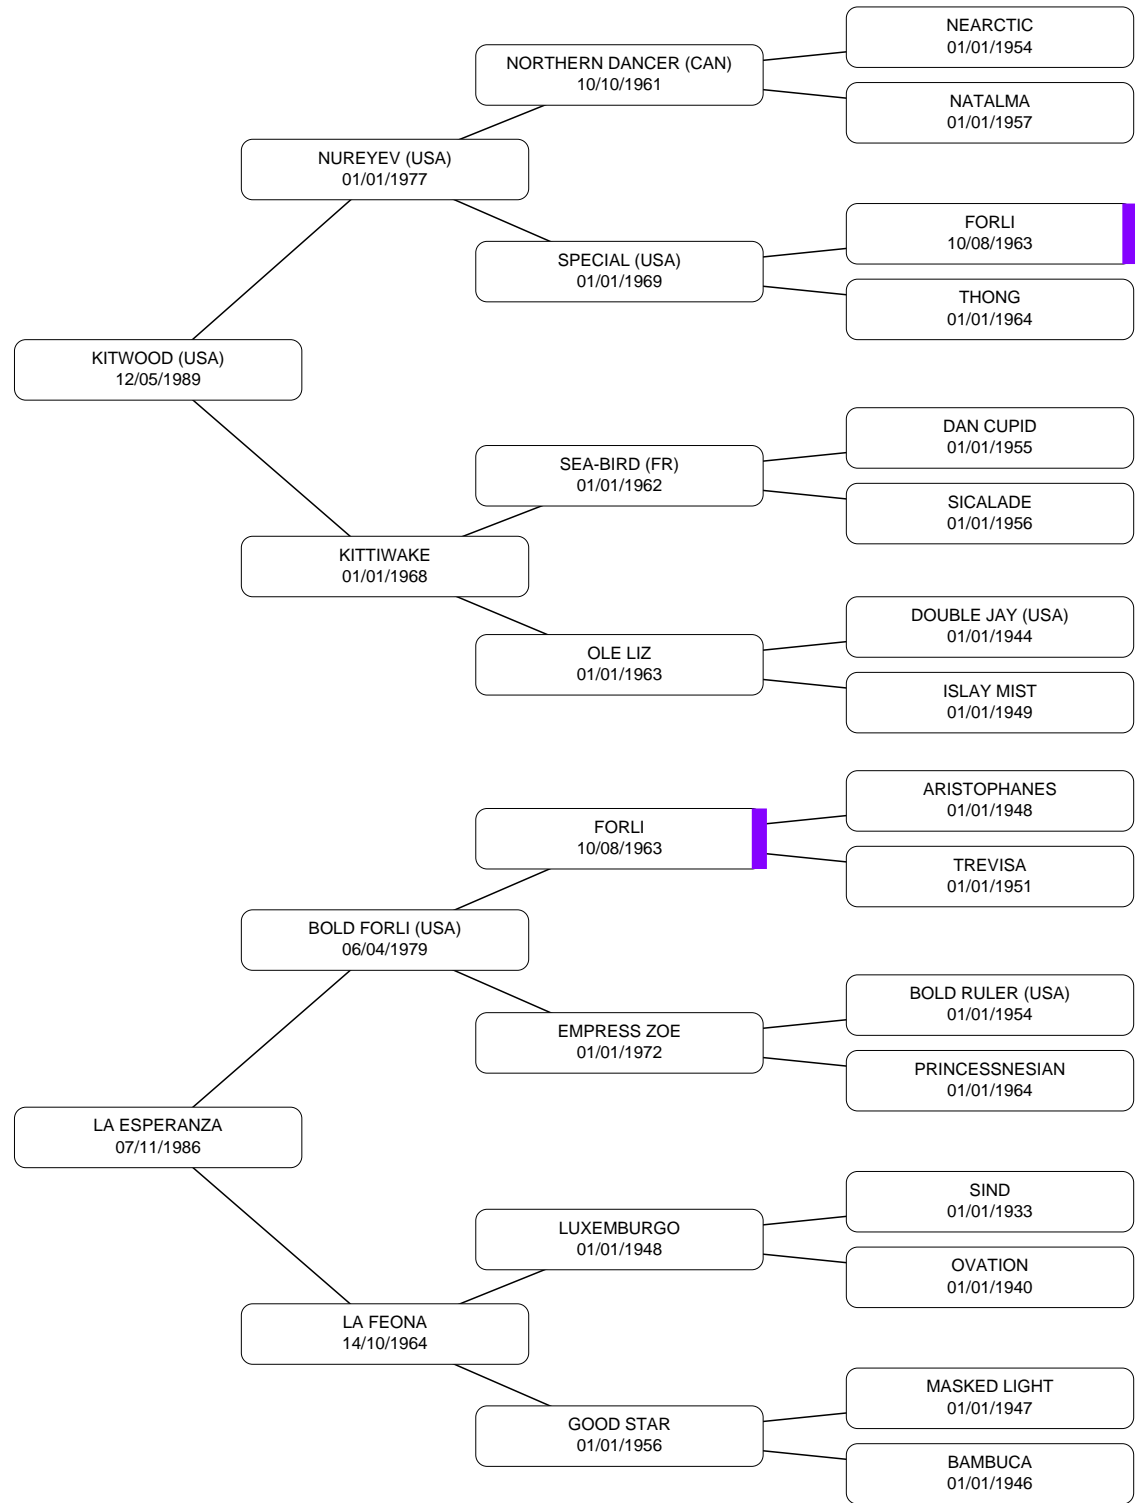 NEARCTIC
01/01/1954
NORTHERN DANCER (CAN)
10/10/1961
NATALMA
01/01/1957
NUREYEV (USA)
01/01/1977
FORLI
10/08/1963
SPECIAL (USA)
01/01/1969
THONG
01/01/1964
KITWOOD (USA)
12/05/1989
DAN CUPID
01/01/1955
SEA-BIRD (FR)
01/01/1962
SICALADE
01/01/1956
KITTIWAKE
01/01/1968
DOUBLE JAY (USA)
01/01/1944
OLE LIZ
01/01/1963
ISLAY MIST
01/01/1949
ARISTOPHANES
01/01/1948
FORLI
10/08/1963
TREVISA
01/01/1951
BOLD FORLI (USA)
06/04/1979
BOLD RULER (USA)
01/01/1954
EMPRESS ZOE
01/01/1972
PRINCESSNESIAN
01/01/1964
LA ESPERANZA
07/11/1986
SIND
01/01/1933
LUXEMBURGO
01/01/1948
OVATION
01/01/1940
LA FEONA
14/10/1964
MASKED LIGHT
01/01/1947
GOOD STAR
01/01/1956
BAMBUCA
01/01/1946